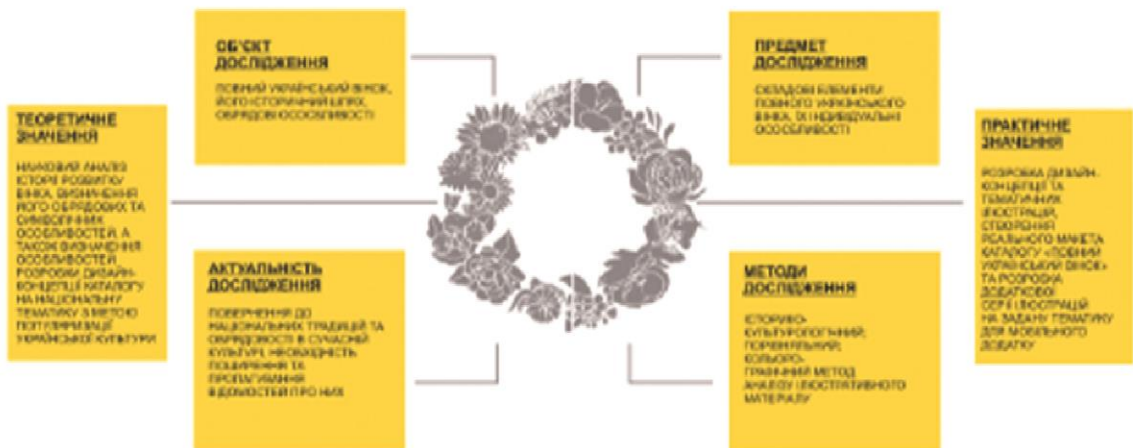 ОБ'ЄКТ
ДОСЛІДЖЕННЯ
ПОВНИЙ УКРАЇНСЬКИЙ ВІНОК,
ЙОГО ІСТОРИЧНИЙ ШЛЯХ,
ОБРЯДОВІ ОСОБЛИВОСТІ
ПРЕДМЕТ
ДОСЛІДЖЕННЯ
СКЛАДОВІ ЕЛЕМЕНТИ
ПОВНОГО УКРАЇНСЬКОГО
ВІНКА, ЇХ ІНДИВІДУАЛЬНІ
ОСОБЛИВОСТІ
ТЕОРЕТИЧНЕ
ЗНАЧЕННЯ
НАУКОВИЙ АНАЛІЗ
ІСТОРІЇ РОЗВИТКУ
ВІНКА, ВИЗНАЧЕННЯ
ЙОГО ОБРЯДОВИХ ТА
СИМВОЛІЧНИХ
ОСОБЛИВОСТЕЙ, А
ТАКОЖ ВИЗНАЧЕННЯ
ОСОБЛИВОСТЕЙ
РОЗРОБКИ ДИЗАЙН-
КОНЦЕПЦІЇ КАТАЛОГУ
НА НАЦІОНАЛЬНУ
ТЕМАТИКУ З МЕТОЮ
ПОПУЛЯРИЗАЦІЇ
УКРАЇНСЬКОЇ КУЛЬТУРИ
ПРАКТИЧНЕ
ЗНАЧЕННЯ
РОЗРОБКА ДИЗАЙН-
КОНЦЕПЦІЇ ТА
ТЕМАТИЧНИХ
ІЛЮСТРАЦІЙ,
СТВОРЕННЯ
РЕАЛЬНОГО МАКЕТА
КАТАЛОГУ «ПОВНИЙ
УКРАЇНСЬКИЙ ВІНОК»
ТА РОЗРОБКА
ДОДАТКОВОЇ
СЕРІЇ ІЛЮСТРАЦІЙ
НА ЗАДАНУ ТЕМАТИКУ
ДЛЯ МОБІЛЬНОГО
ДОДАТКУ
АКТУАЛЬНІСТЬ
ДОСЛІДЖЕННЯ
ПОВЕРНЕННЯ ДО
НАЦІОНАЛЬНИХ ТРАДИЦІЙ ТА
ОБРЯДОВОСТІ В СУЧАСНІЙ
КУЛЬТУРІ, НЕОБХІДНІСТЬ
ПОШИРЕННЯ ТА
ПРОПАГУВАННЯ
ВІДОМОСТЕЙ ПРО НИХ
МЕТОДИ
ДОСЛІДЖЕННЯ
ІСТОРИКО-
КУЛЬТУРОЛОГІЧНИЙ;
ПОРІВНЯЛЬНИЙ;
КОЛЬОРО-
ГРАФІЧНИЙ МЕТОД
АНАЛІЗУ ІЛЮСТРАТИВНОГО
МАТЕРІАЛУ